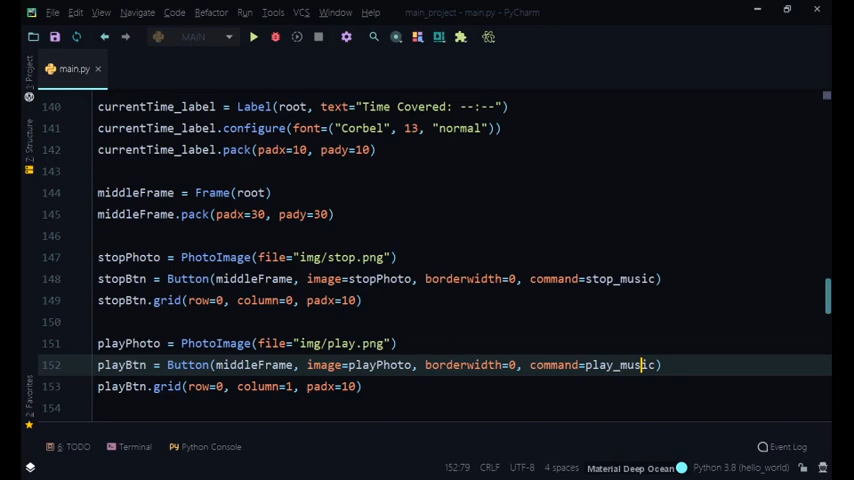 File Edit View Navigate Code Refactor Run Tools VCS Window Help main_project - main.py - PyCharm
MAIN
main.py
140 currentTime_label = Label(root, text="Time Covered: --:--")
141 currentTime_label.configure(font=("Corbel", 13, "normal"))
142 currentTime_label.pack(padx=10, pady=10)
143
144 middleFrame = Frame(root)
145 middleFrame.pack(padx=30, pady=30)
146
147 stopPhoto = PhotoImage(file="img/stop.png")
148 stopBtn = Button(middleFrame, image=stopPhoto, borderwidth=0, command=stop_music)
149 stopBtn.grid(row=0, column=0, padx=10)
150
151 playPhoto = PhotoImage(file="img/play.png")
152 playBtn = Button(middleFrame, image=playPhoto, borderwidth=0, command=play_music)
153 playBtn.grid(row=0, column=1, padx=10)
154
1: Project
7: Structure
2: Favorites
6: TODO Terminal Python Console Event Log
152:79 CRLF UTF-8 4 spaces Material Deep Ocean Python 3.8 (hello_world)